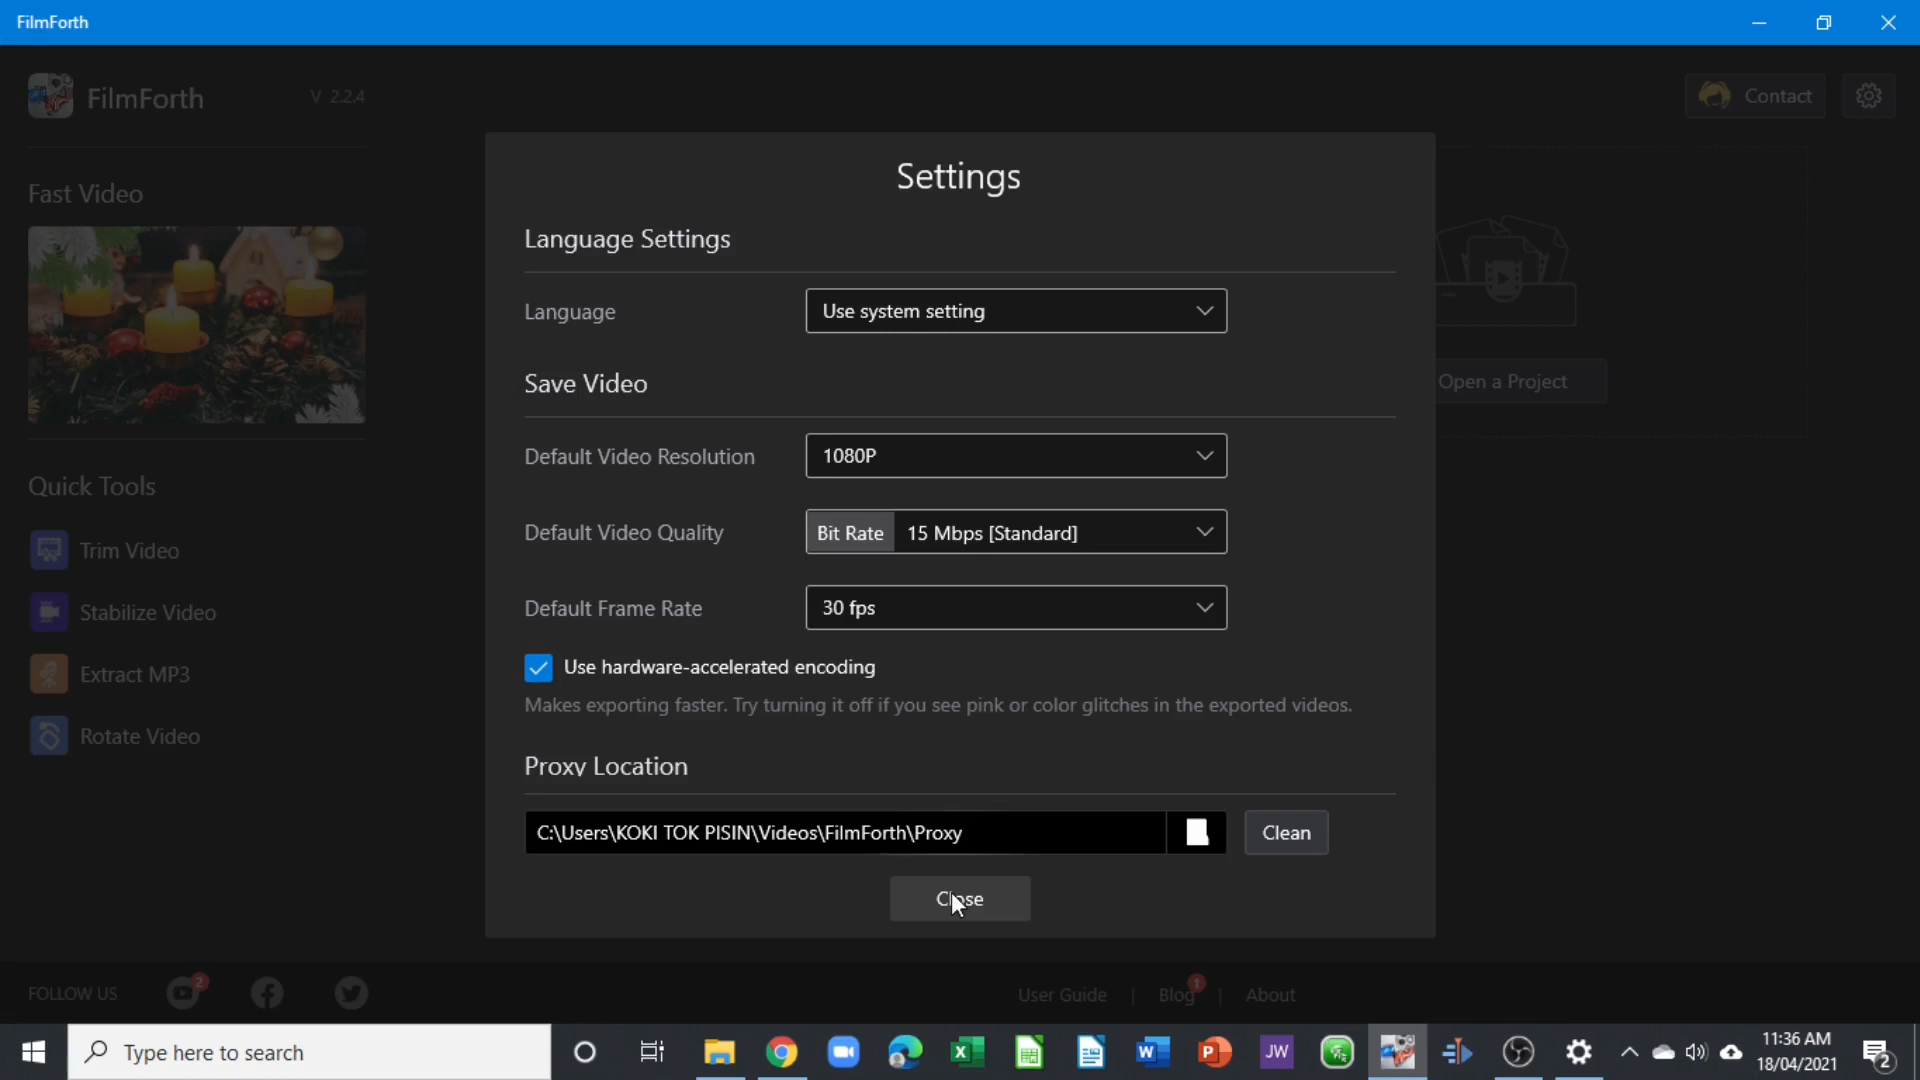 FilmForth
FilmForth
V 2.2.4
Contact
Fast Video
Quick Tools
Trim Video
Stabilize Video
Extract MP3
Rotate Video
Settings
Language Settings
Language
Use system setting
Save Video
Default Video Resolution
1080P
Default Video Quality
Bit Rate
15 Mbps [Standard]
Default Frame Rate
30 fps
Use hardware-accelerated encoding
Makes exporting faster. Try turning it off if you see pink or color glitches in the exported videos.
Proxy Location
C:\Users\KOKI TOK PISIN\Videos\FilmForth\Proxy
Clean
Close
Open a Project
FOLLOW US
2
User Guide
|
Blog
1
|
About
Type here to search
JW
11:36 AM
18/04/2021
2